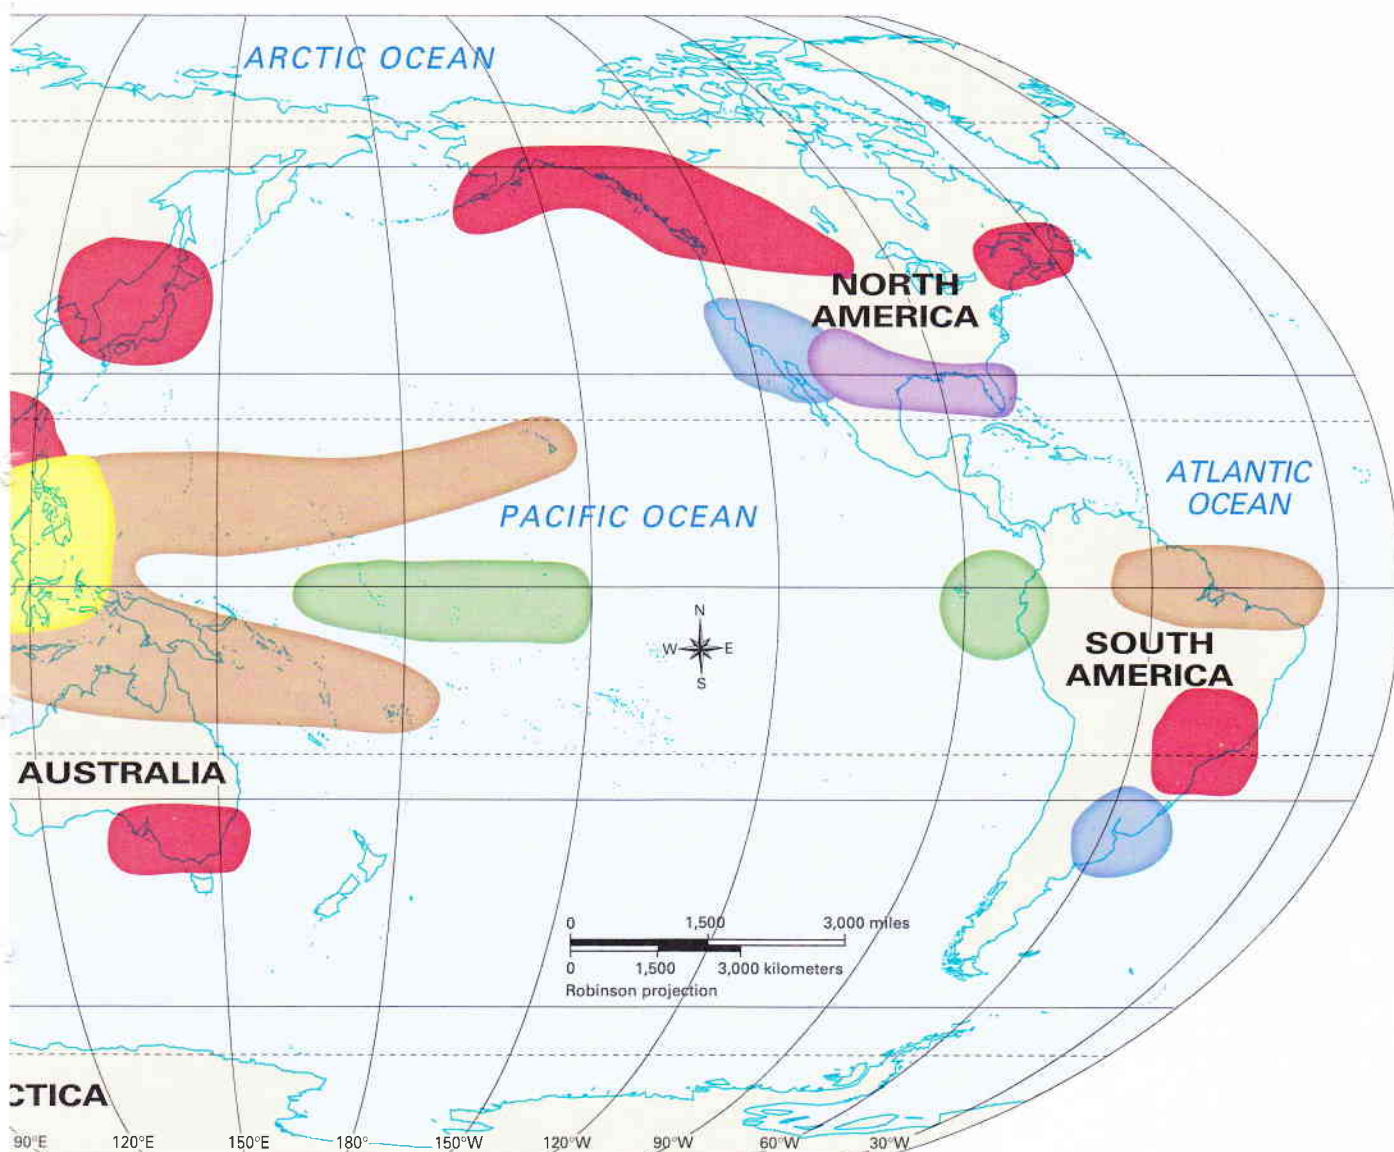 ARCTIC OCEAN
NORTH
AMERICA
ATLANTIC
OCEAN
PACIFIC OCEAN
N
W E
S
SOUTH
AMERICA
AUSTRALIA
0 1,500 3,000 miles
0 1,500 3,000 kilometers
Robinson projection
CTICA
90°E 120°E 150°E 180° 150°W 120°W 90°W 60°W 30°W